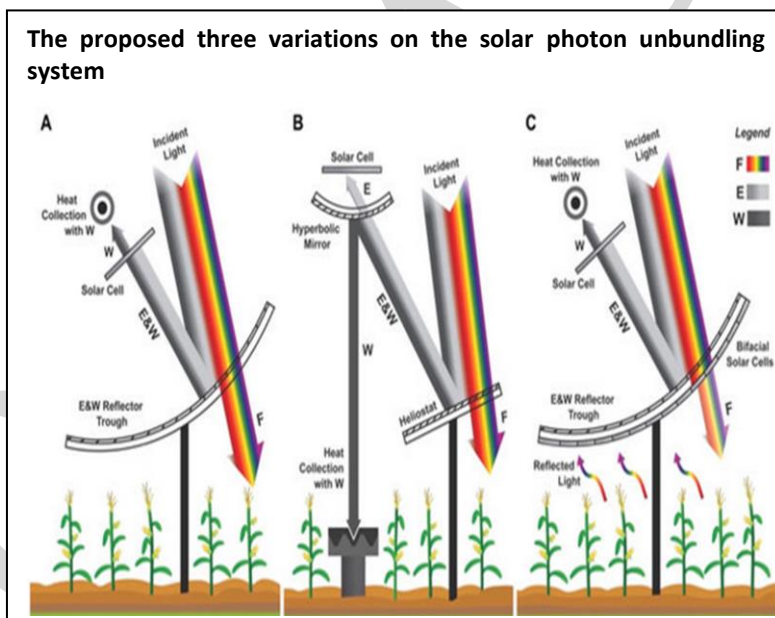 The proposed three variations on the solar photon unbundling
system
A
Incident
Light
Heat
Collection
with W
W
Solar Cell
E&W
E&W Reflector
Trough
F
B
Solar Cell
E
Hyperbolic
Mirror
Incident
Light
E&W
W
Heliostat
F
Heat
Collection
with W
C
Incident
Light
Heat Collection
with W
W
Solar Cell
E&W
Bifacial
Solar Cells
E&W Reflector
Trough
F
Reflected
Light
Legend
F
E
W